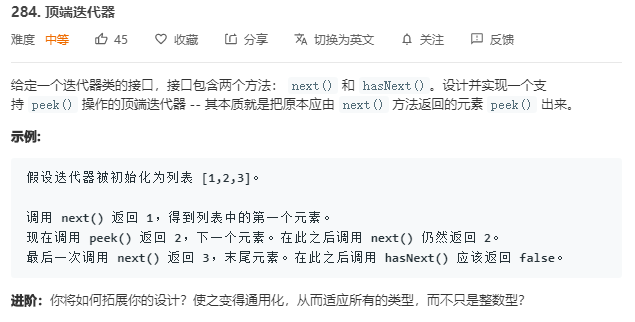 284. 顶端迭代器
难度 中等 45 收藏 分享 切换为英文 关注 反馈
给定一个迭代器类的接口，接口包含两个方法： next() 和 hasNext()。设计并实现一个支
持 peek() 操作的顶端迭代器 -- 其本质就是把原本应由 next() 方法返回的元素 peek() 出来。
示例:
假设迭代器被初始化为列表 [1,2,3]。
调用 next() 返回 1，得到列表中的第一个元素。
现在调用 peek() 返回 2，下一个元素。在此之后调用 next() 仍然返回 2。
最后一次调用 next() 返回 3，末尾元素。在此之后调用 hasNext() 应该返回 false。
进阶：你将如何拓展你的设计？使之变得通用化，从而适应所有的类型，而不只是整数型？